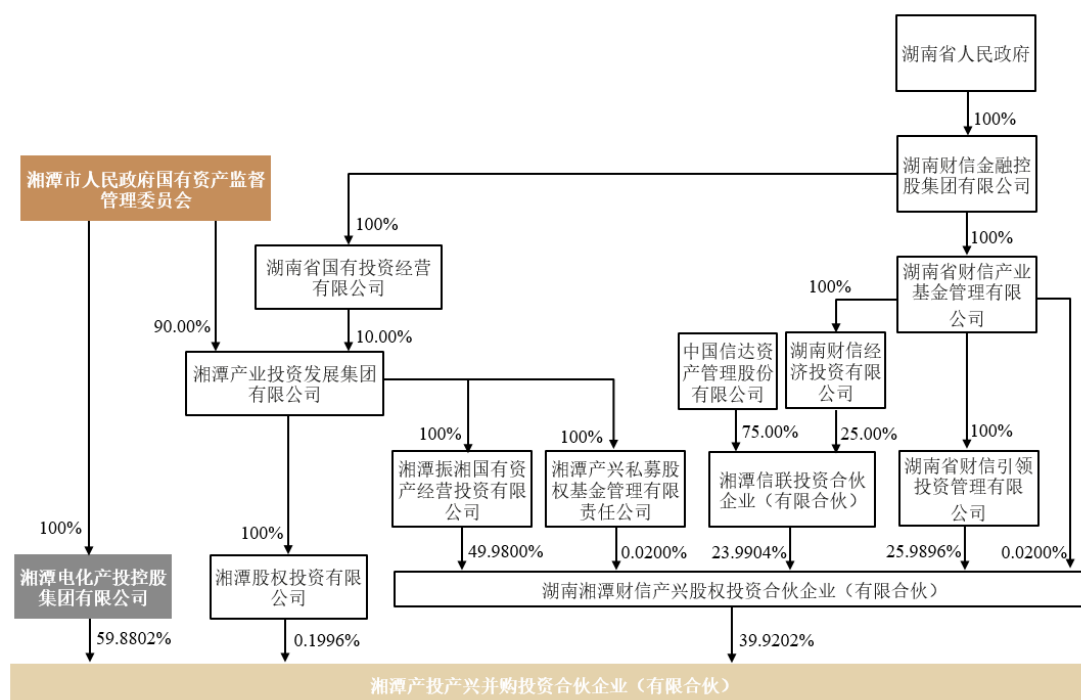 湖南省人民政府
100%
湘潭市人民政府国有资产监督
管理委员会
湖南财信金融控
股集团有限公司
100%
100%
湖南省国有投资经营
有限公司
湖南省财信产业
基金管理有限公
司
100%
90.00%
10.00%
湘潭产业投资发展集团
有限公司
中国信达资
产管理股份
有限公司
湖南财信经
济投资有限
公司
100%
100%
75.00%
25.00%
100%
湘潭振湘国有资
产经营投资有限
公司
湘潭产兴私募股
权基金管理有限
责任公司
湘潭信联投资合伙
企业（有限合伙）
湖南省财信引领
投资管理有限公
司
100%
100%
49.9800%
0.0200%
23.9904%
25.9896%
0.0200%
湘潭电化产投控股
集团有限公司
湘潭股权投资有限
公司
湖南湘潭财信产兴股权投资合伙企业（有限合伙）
59.8802%
0.1996%
39.9202%
湘潭产投产兴并购投资合伙企业（有限合伙）